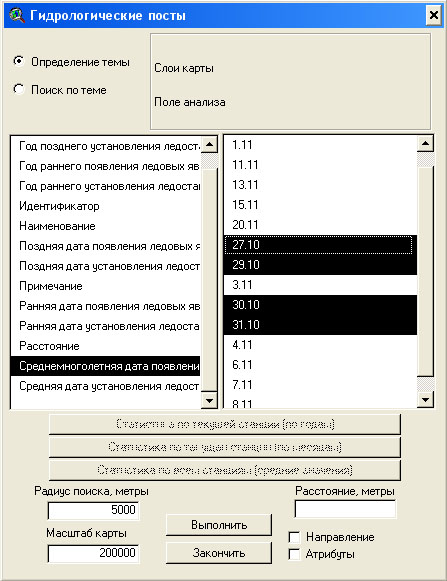 Гидрологические посты
Определение темы
Поиск по теме
Слои карты
Поле анализа
Год позднего установления ледост
Год раннего появления ледовых яв
Год раннего установления ледоста
Идентификатор
Наименование
Поздняя дата появления ледовых я
Поздняя дата установления ледост
Примечание
Ранняя дата появления ледовых яв
Ранняя дата установления ледоста
Расстояние
Среднемноголетняя дата появлени
Средняя дата установления ледост
1.11
11.11
13.11
15.11
20.11
27.10
29.10
3.11
30.10
31.10
4.11
6.11
7.11
8.11
Статистика по текущей станции (по годам)
Статистика по текущей станции (по месяцам)
Статистика по всем станциям (средние значения)
Радиус поиска, метры
5000
Масштаб карты
200000
Выполнить
Закончить
Расстояние, метры
Направление
Атрибуты